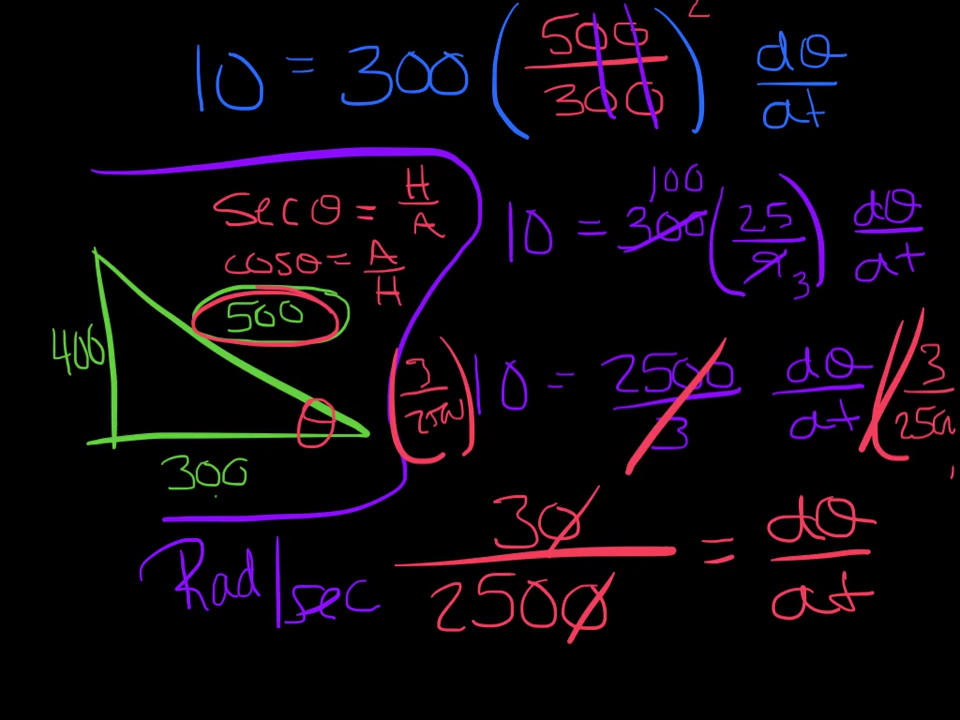 10 = 300 (500/300)² dθ/dt
sec θ = H/A
cos θ = A/H
500
400
300
100
10 = 300 (25/9) dθ/dt
3
(3/2500) 10 = 2500/3 dθ/dt (3/2500)
30/2500 = dθ/dt
Rad/sec